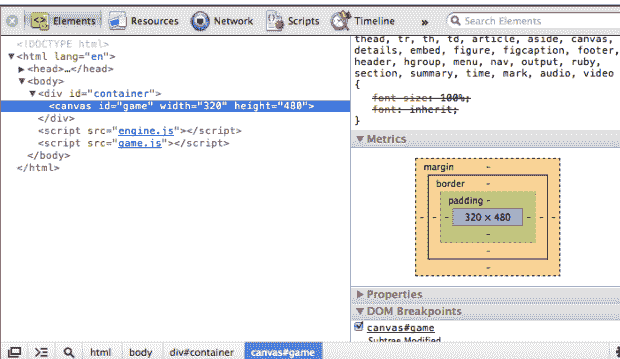 Elements Resources Network Scripts Timeline » Search Elements
<!DOCTYPE html>
▼<html lang="en">
▶<head>…</head>
▼<body>
▼<div id="container">
<canvas id="game" width="320" height="480">
</div>
<script src="engine.js"></script>
<script src="game.js"></script>
</body>
</html>
thead, tr, th, td, article, aside, canvas,
details, embed, figure, figcaption, footer,
header, hgroup, menu, nav, output, ruby,
section, summary, time, mark, audio, video
{
font-size: 100%;
font: inherit;
}
▼ Metrics
margin -
border -
padding -
- - - 320 × 480 - - -
-
-
-
▶ Properties
▼ DOM Breakpoints
canvas#game
Subtree Modified
html body div#container canvas#game